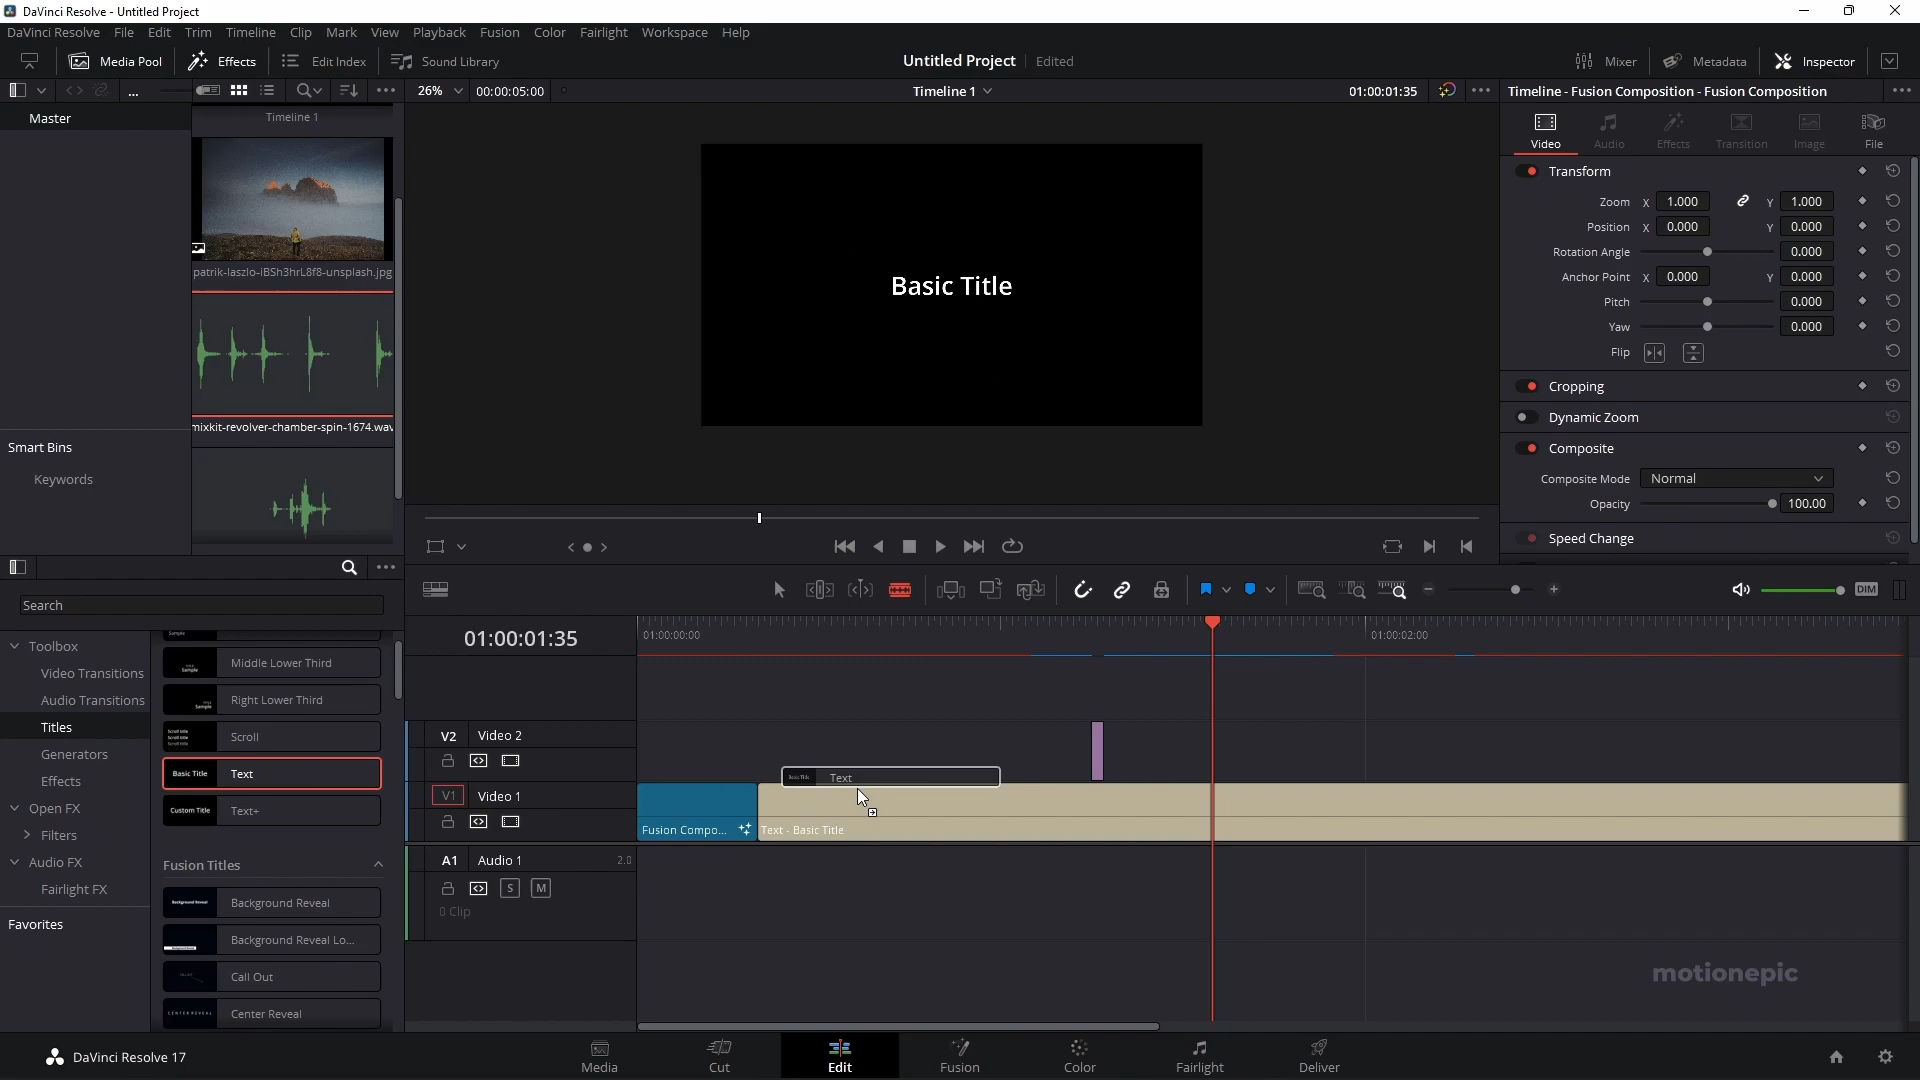 DaVinci Resolve - Untitled Project
DaVinci Resolve File Edit Trim Timeline Clip Mark View Playback Fusion Color Fairlight Workspace Help
Media Pool Effects Edit Index Sound Library
Untitled Project Edited
Mixer Metadata Inspector
... 26% 00:00:05:00 Timeline 1 01:00:01:35
Timeline - Fusion Composition - Fusion Composition
Master
Timeline 1
patrik-laszlo-iBSh3hrL8f8-unsplash.jpg
mixkit-revolver-chamber-spin-1674.wav
Smart Bins
Keywords
Basic Title
Video Audio Effects Transition Image File
Transform
Zoom X 1.000 Y 1.000
Position X 0.000 Y 0.000
Rotation Angle 0.000
Anchor Point X 0.000 Y 0.000
Pitch 0.000
Yaw 0.000
Flip
Cropping
Dynamic Zoom
Composite
Composite Mode Normal
Opacity 100.00
Speed Change
Search
Toolbox
Video Transitions
Audio Transitions
Titles
Generators
Effects
Open FX
Filters
Audio FX
Fairlight FX
Favorites
Middle Lower Third
Right Lower Third
Scroll
Basic Title Text
Custom Title Text+
Fusion Titles
Background Reveal
Background Reveal Lo...
Call Out
CENTER REVEAL Center Reveal
DIM
01:00:01:35
01:00:00:00
01:00:02:00
V2 Video 2
V1 Video 1
Basic Title Text
Fusion Compo...
Text - Basic Title
A1 Audio 1 2.0
S M
0 Clip
motionepic
DaVinci Resolve 17
Media Cut Edit Fusion Color Fairlight Deliver